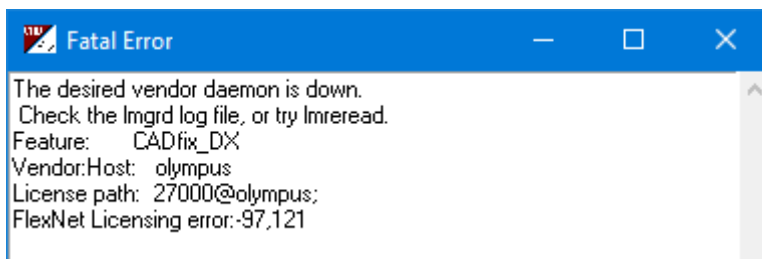 Fatal Error
The desired vendor daemon is down.
Check the lmgrd log file, or try lmreread.
Feature: CADfix_DX
Vendor:Host: olympus
License path: 27000@olympus;
FlexNet Licensing error:-97,121